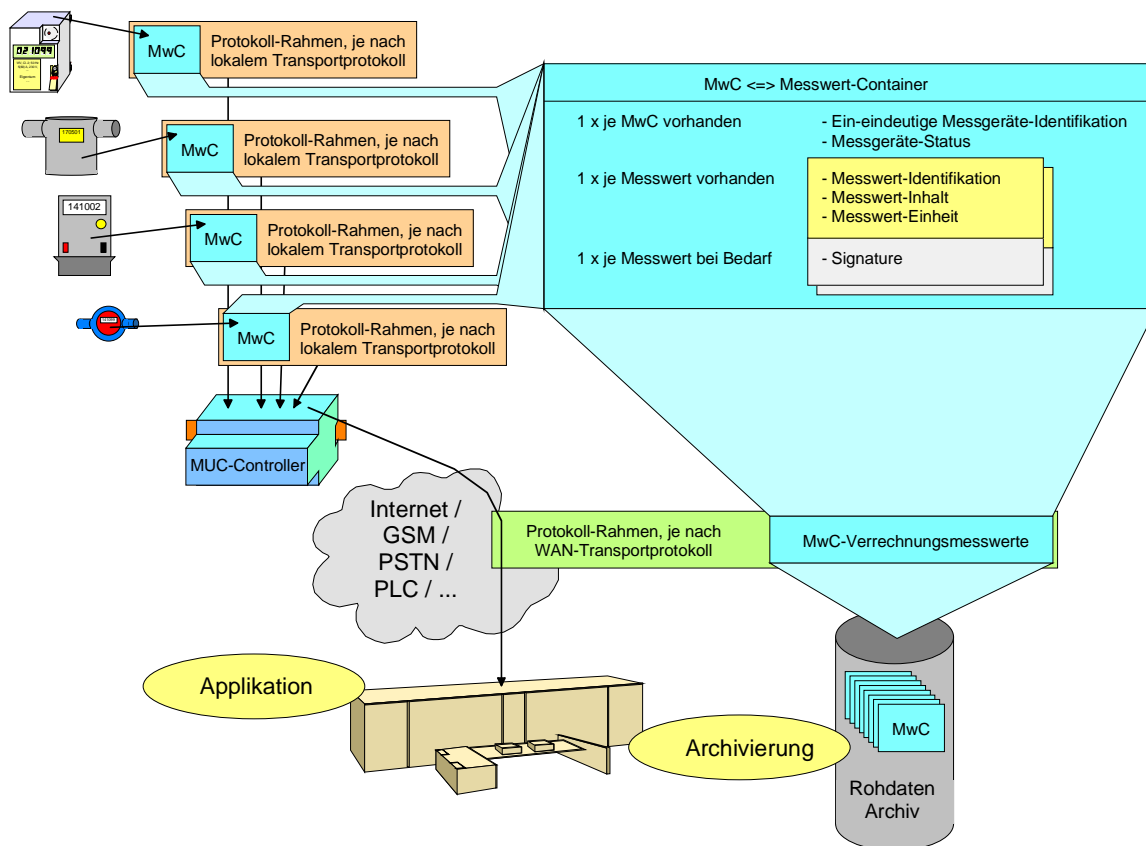 021099
Signature
MwC
Protokoll-Rahmen, je nach
lokalem Transportprotokoll
170501
MwC
Protokoll-Rahmen, je nach
lokalem Transportprotokoll
141002
MwC
Protokoll-Rahmen, je nach
lokalem Transportprotokoll
MwC
Protokoll-Rahmen, je nach
lokalem Transportprotokoll
MwC <=> Messwert-Container
1 x je MwC vorhanden
- Ein-eindeutige Messgeräte-Identifikation
- Messgeräte-Status
1 x je Messwert vorhanden
- Messwert-Identifikation
- Messwert-Inhalt
- Messwert-Einheit
1 x je Messwert bei Bedarf
- Signature
MUC-Controller
Internet /
GSM /
PSTN /
PLC / ...
Protokoll-Rahmen, je nach
WAN-Transportprotokoll
MwC-Verrechnungsmesswerte
Applikation
Archivierung
MwC
Rohdaten
Archiv